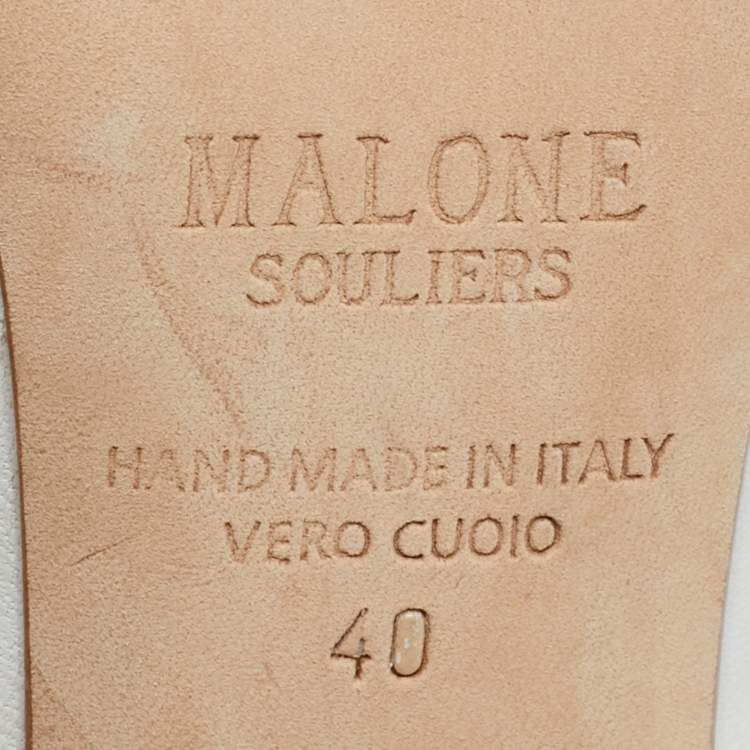 MALONE
SOULIERS
HAND MADE IN ITALY
VERO CUOIO
40